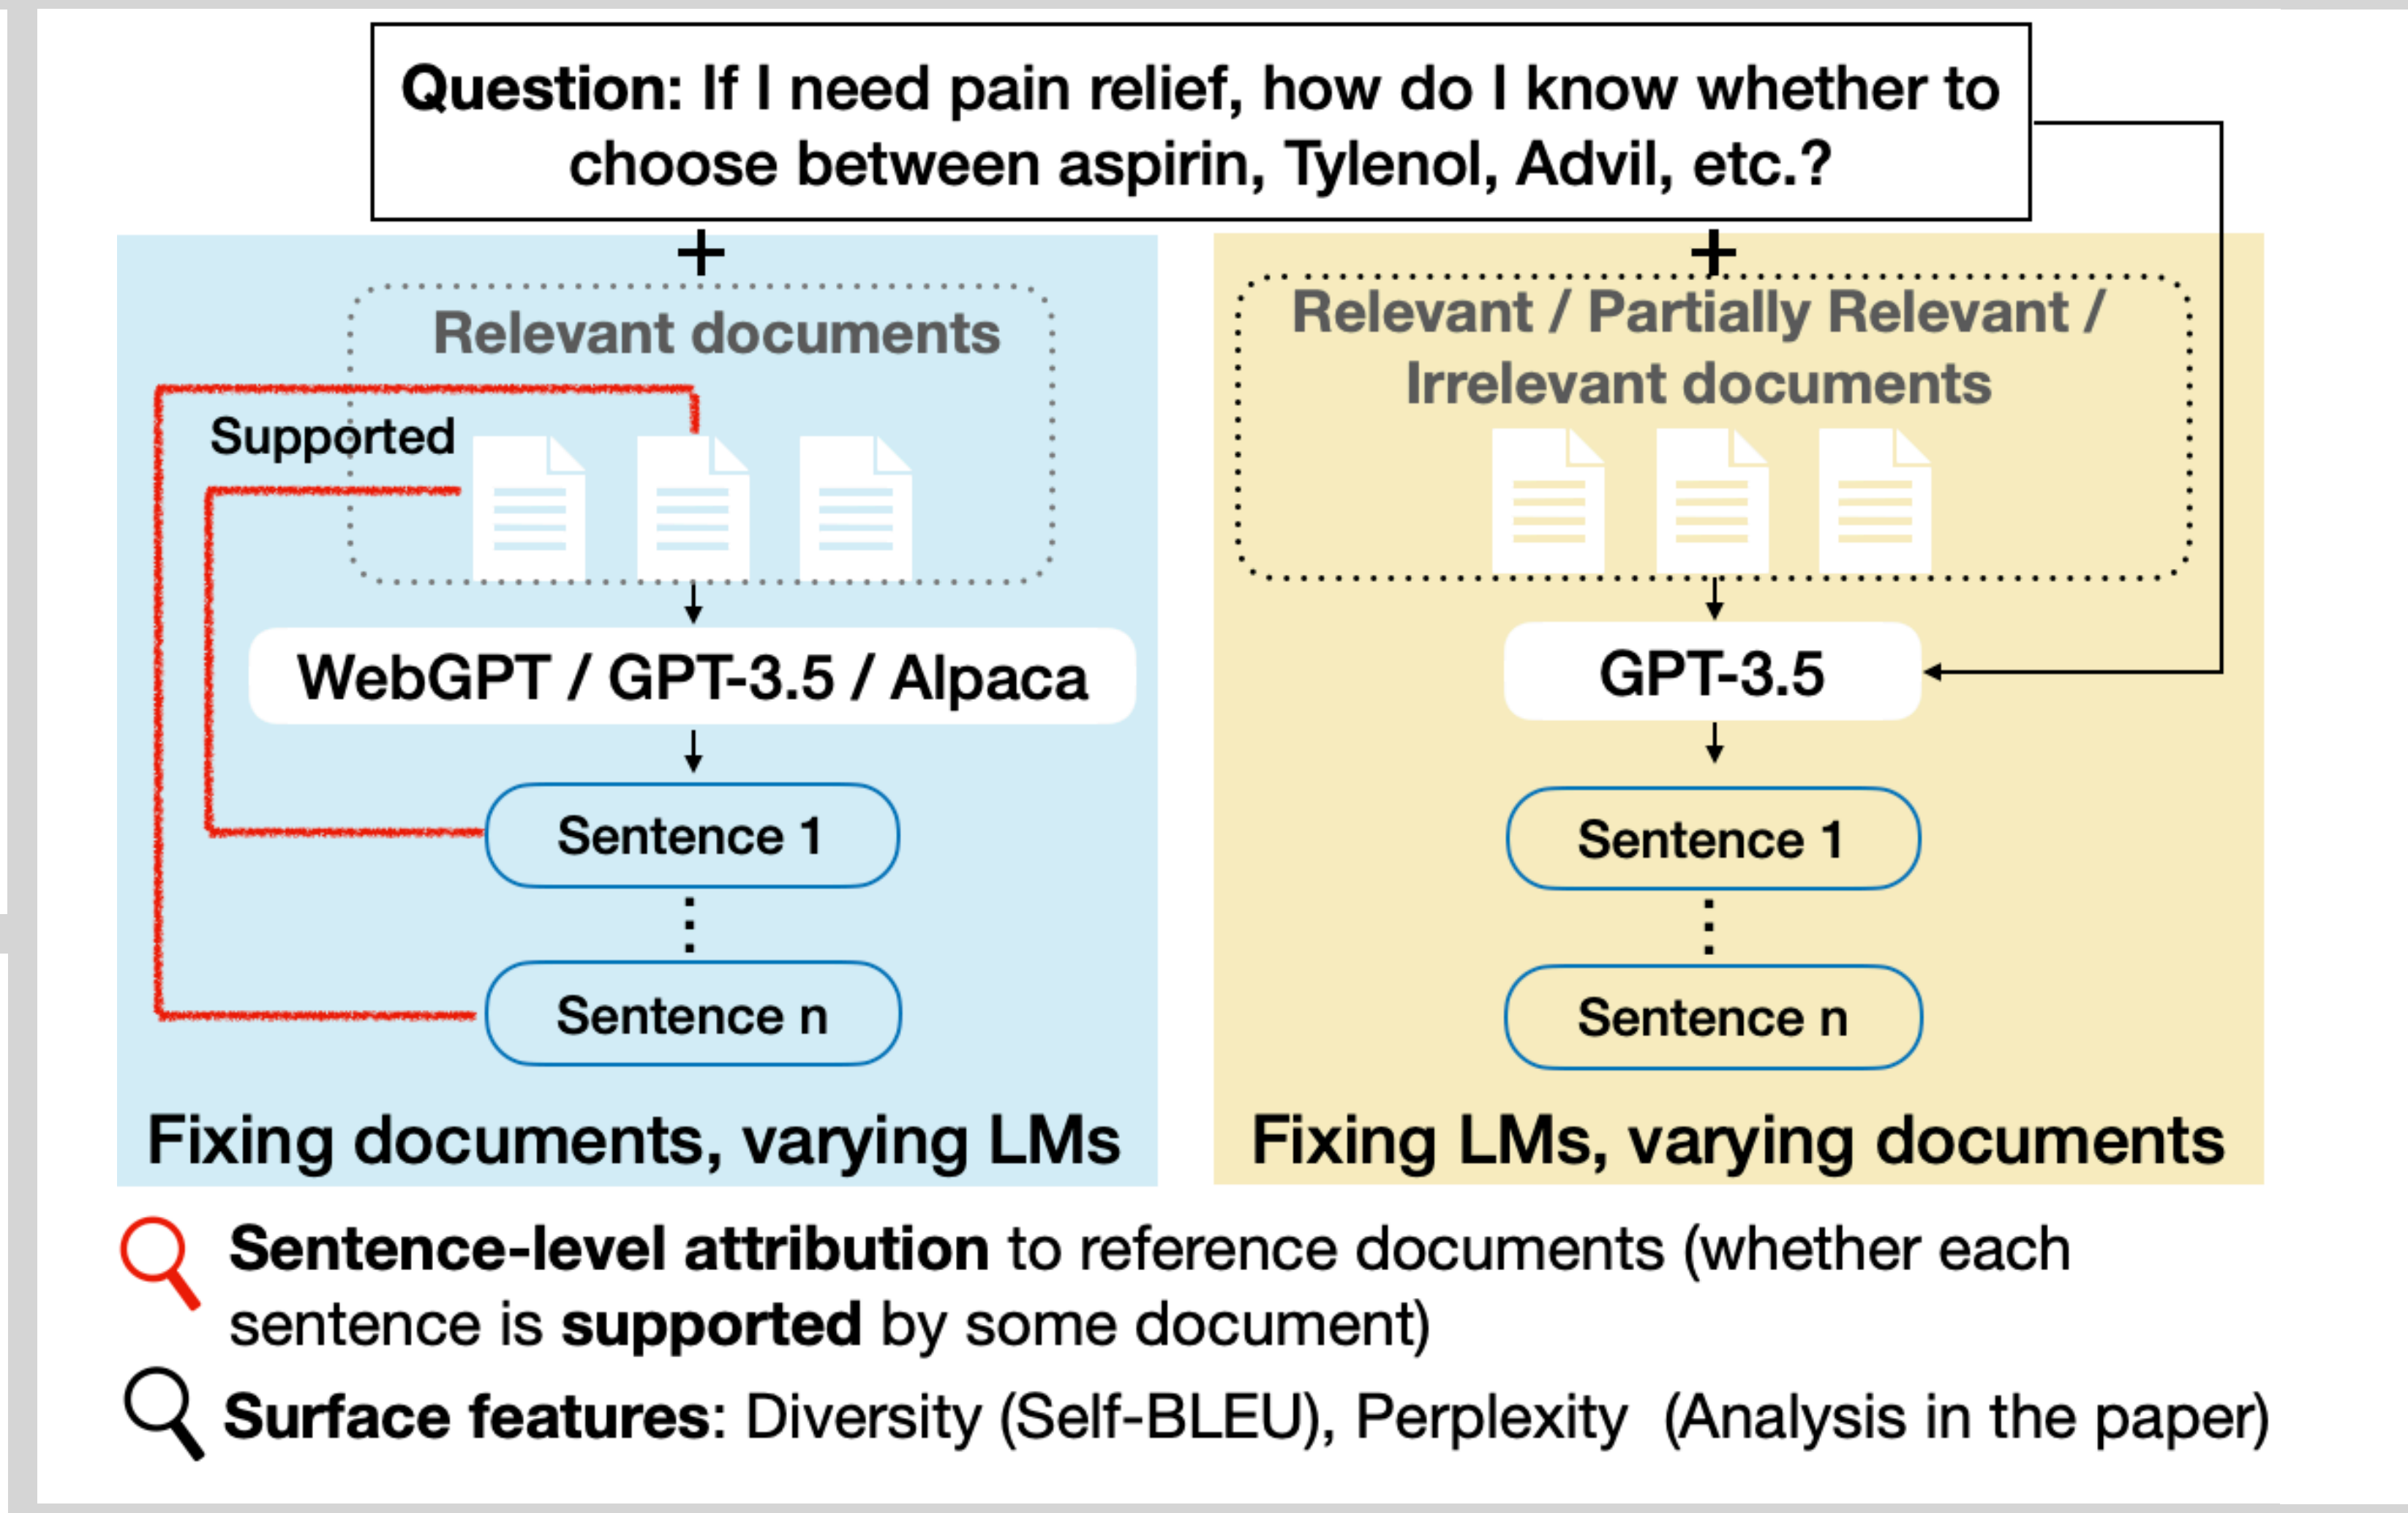 Question: If I need pain relief, how do I know whether to
choose between aspirin, Tylenol, Advil, etc.?
+
Relevant documents
Supported
WebGPT / GPT-3.5 / Alpaca
Sentence 1
⋮
Sentence n
Fixing documents, varying LMs
+
Relevant / Partially Relevant /
Irrelevant documents
GPT-3.5
Sentence 1
⋮
Sentence n
Fixing LMs, varying documents
Sentence-level attribution to reference documents (whether each
sentence is supported by some document)
Surface features: Diversity (Self-BLEU), Perplexity (Analysis in the paper)